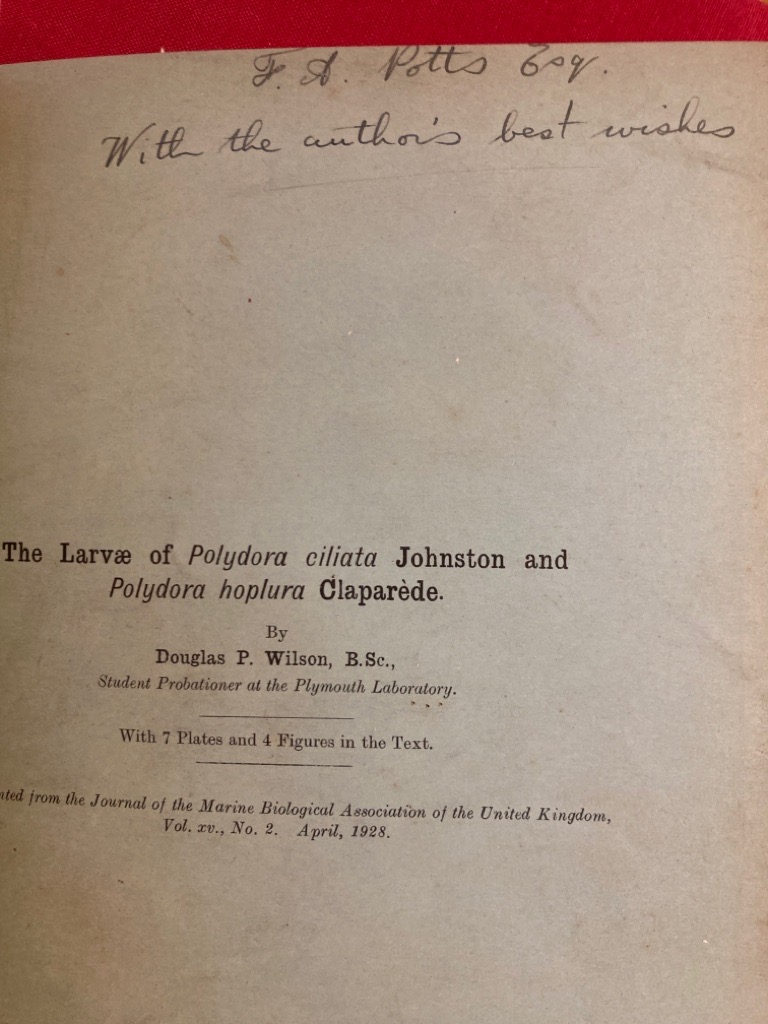 F. A. Potts Esq.
With the author's best wishes
The Larvæ of Polydora ciliata Johnston and
Polydora hoplura Claparède.
By
Douglas P. Wilson, B.Sc.,
Student Probationer at the Plymouth Laboratory.
With 7 Plates and 4 Figures in the Text.
from the Journal of the Marine Biological Association of the United Kingdom,
Vol. xv., No. 2. April, 1928.